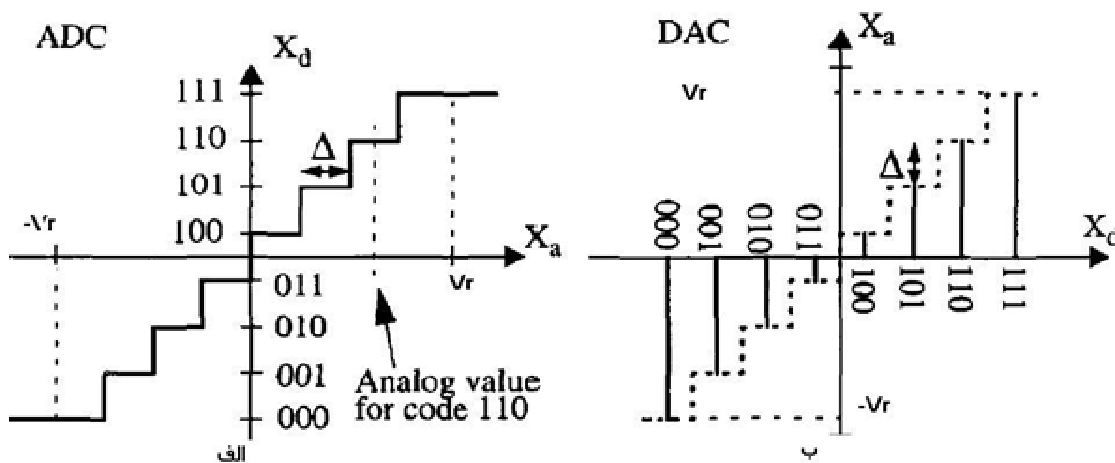 ADC
X_d
111
110
101
100
Δ
-Vr
X_a
Vr
011
010
001
000
Analog value
for code 110
الف
DAC
X_a
Vr
Δ
000
001
010
011
X_d
100
101
110
111
-Vr
ب